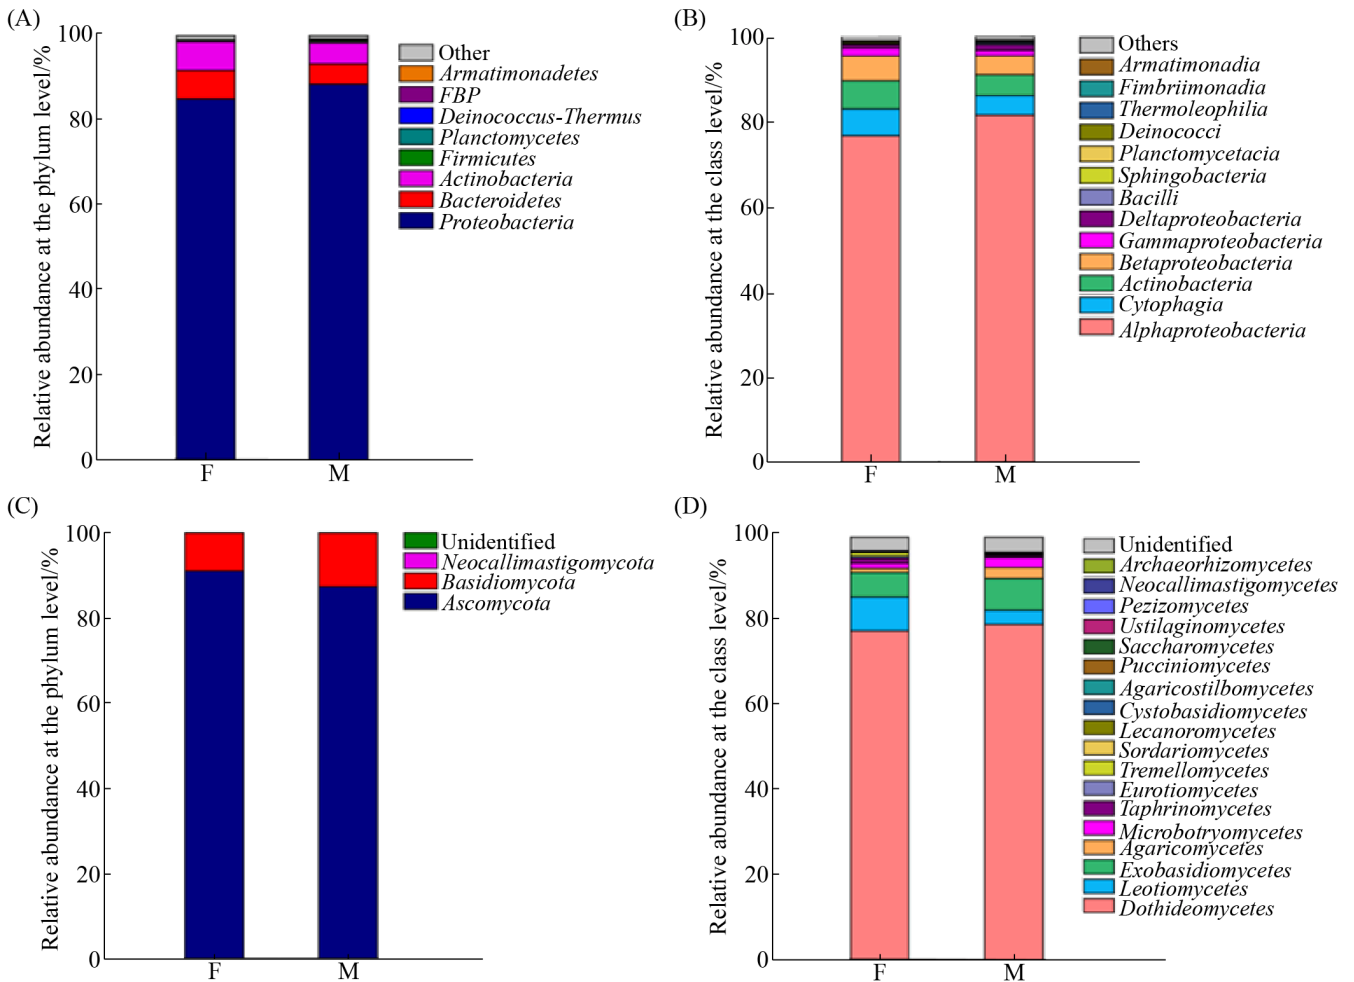 (A)
Relative abundance at the phylum level/%
100
80
60
40
20
0
F
M
Other
Armatimonadetes
FBP
Deinococcus-Thermus
Planctomycetes
Firmicutes
Actinobacteria
Bacteroidetes
Proteobacteria
(B)
Relative abundance at the class level/%
100
80
60
40
20
0
F
M
Others
Armatimonadia
Fimbriimonadia
Thermoleophilia
Deinococci
Planctomycetacia
Sphingobacteria
Bacilli
Deltaproteobacteria
Gammaproteobacteria
Betaproteobacteria
Actinobacteria
Cytophagia
Alphaproteobacteria
(C)
Relative abundance at the phylum level/%
100
80
60
40
20
0
F
M
Unidentified
Neocallimastigomycota
Basidiomycota
Ascomycota
(D)
Relative abundance at the class level/%
100
80
60
40
20
0
F
M
Unidentified
Archaeorhizomycetes
Neocallimastigomycetes
Pezizomycetes
Ustilaginomycetes
Saccharomycetes
Pucciniomycetes
Agaricostilbomycetes
Cystobasidiomycetes
Lecanoromycetes
Sordariomycetes
Tremellomycetes
Eurotiomycetes
Taphrinomycetes
Microbotryomycetes
Agaricomycetes
Exobasidiomycetes
Leotiomycetes
Dothideomycetes